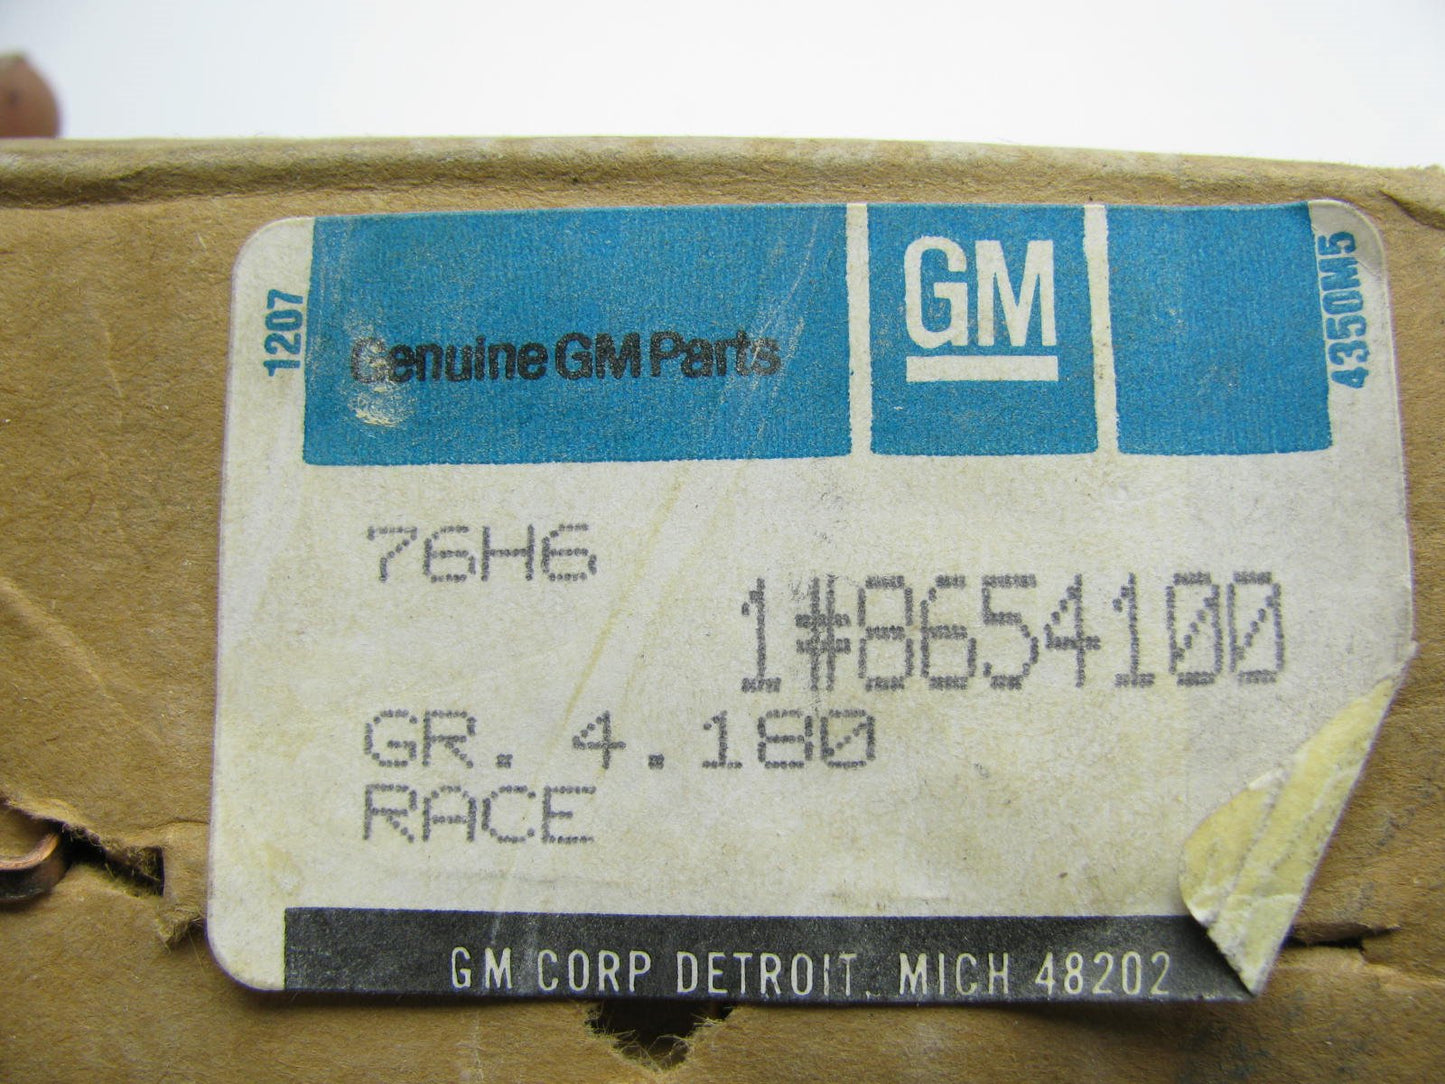 1207
Genuine GM Parts
GM
4350M5
76H6
1#8654100
GR. 4.180
RACE
GM CORP DETROIT, MICH 48202